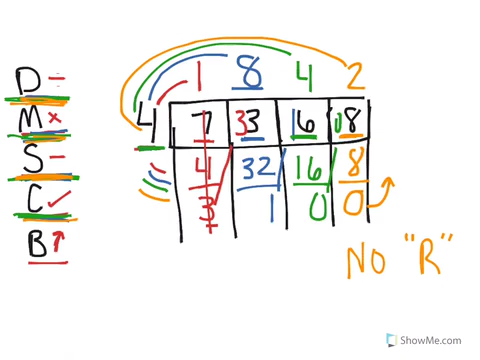 1 8 4 2
D ÷
4 7 33 16 08
M ×
S −
4 32 16 8
C ✓
3 1 0 0
B ↑
NO "R"
ShowMe.com